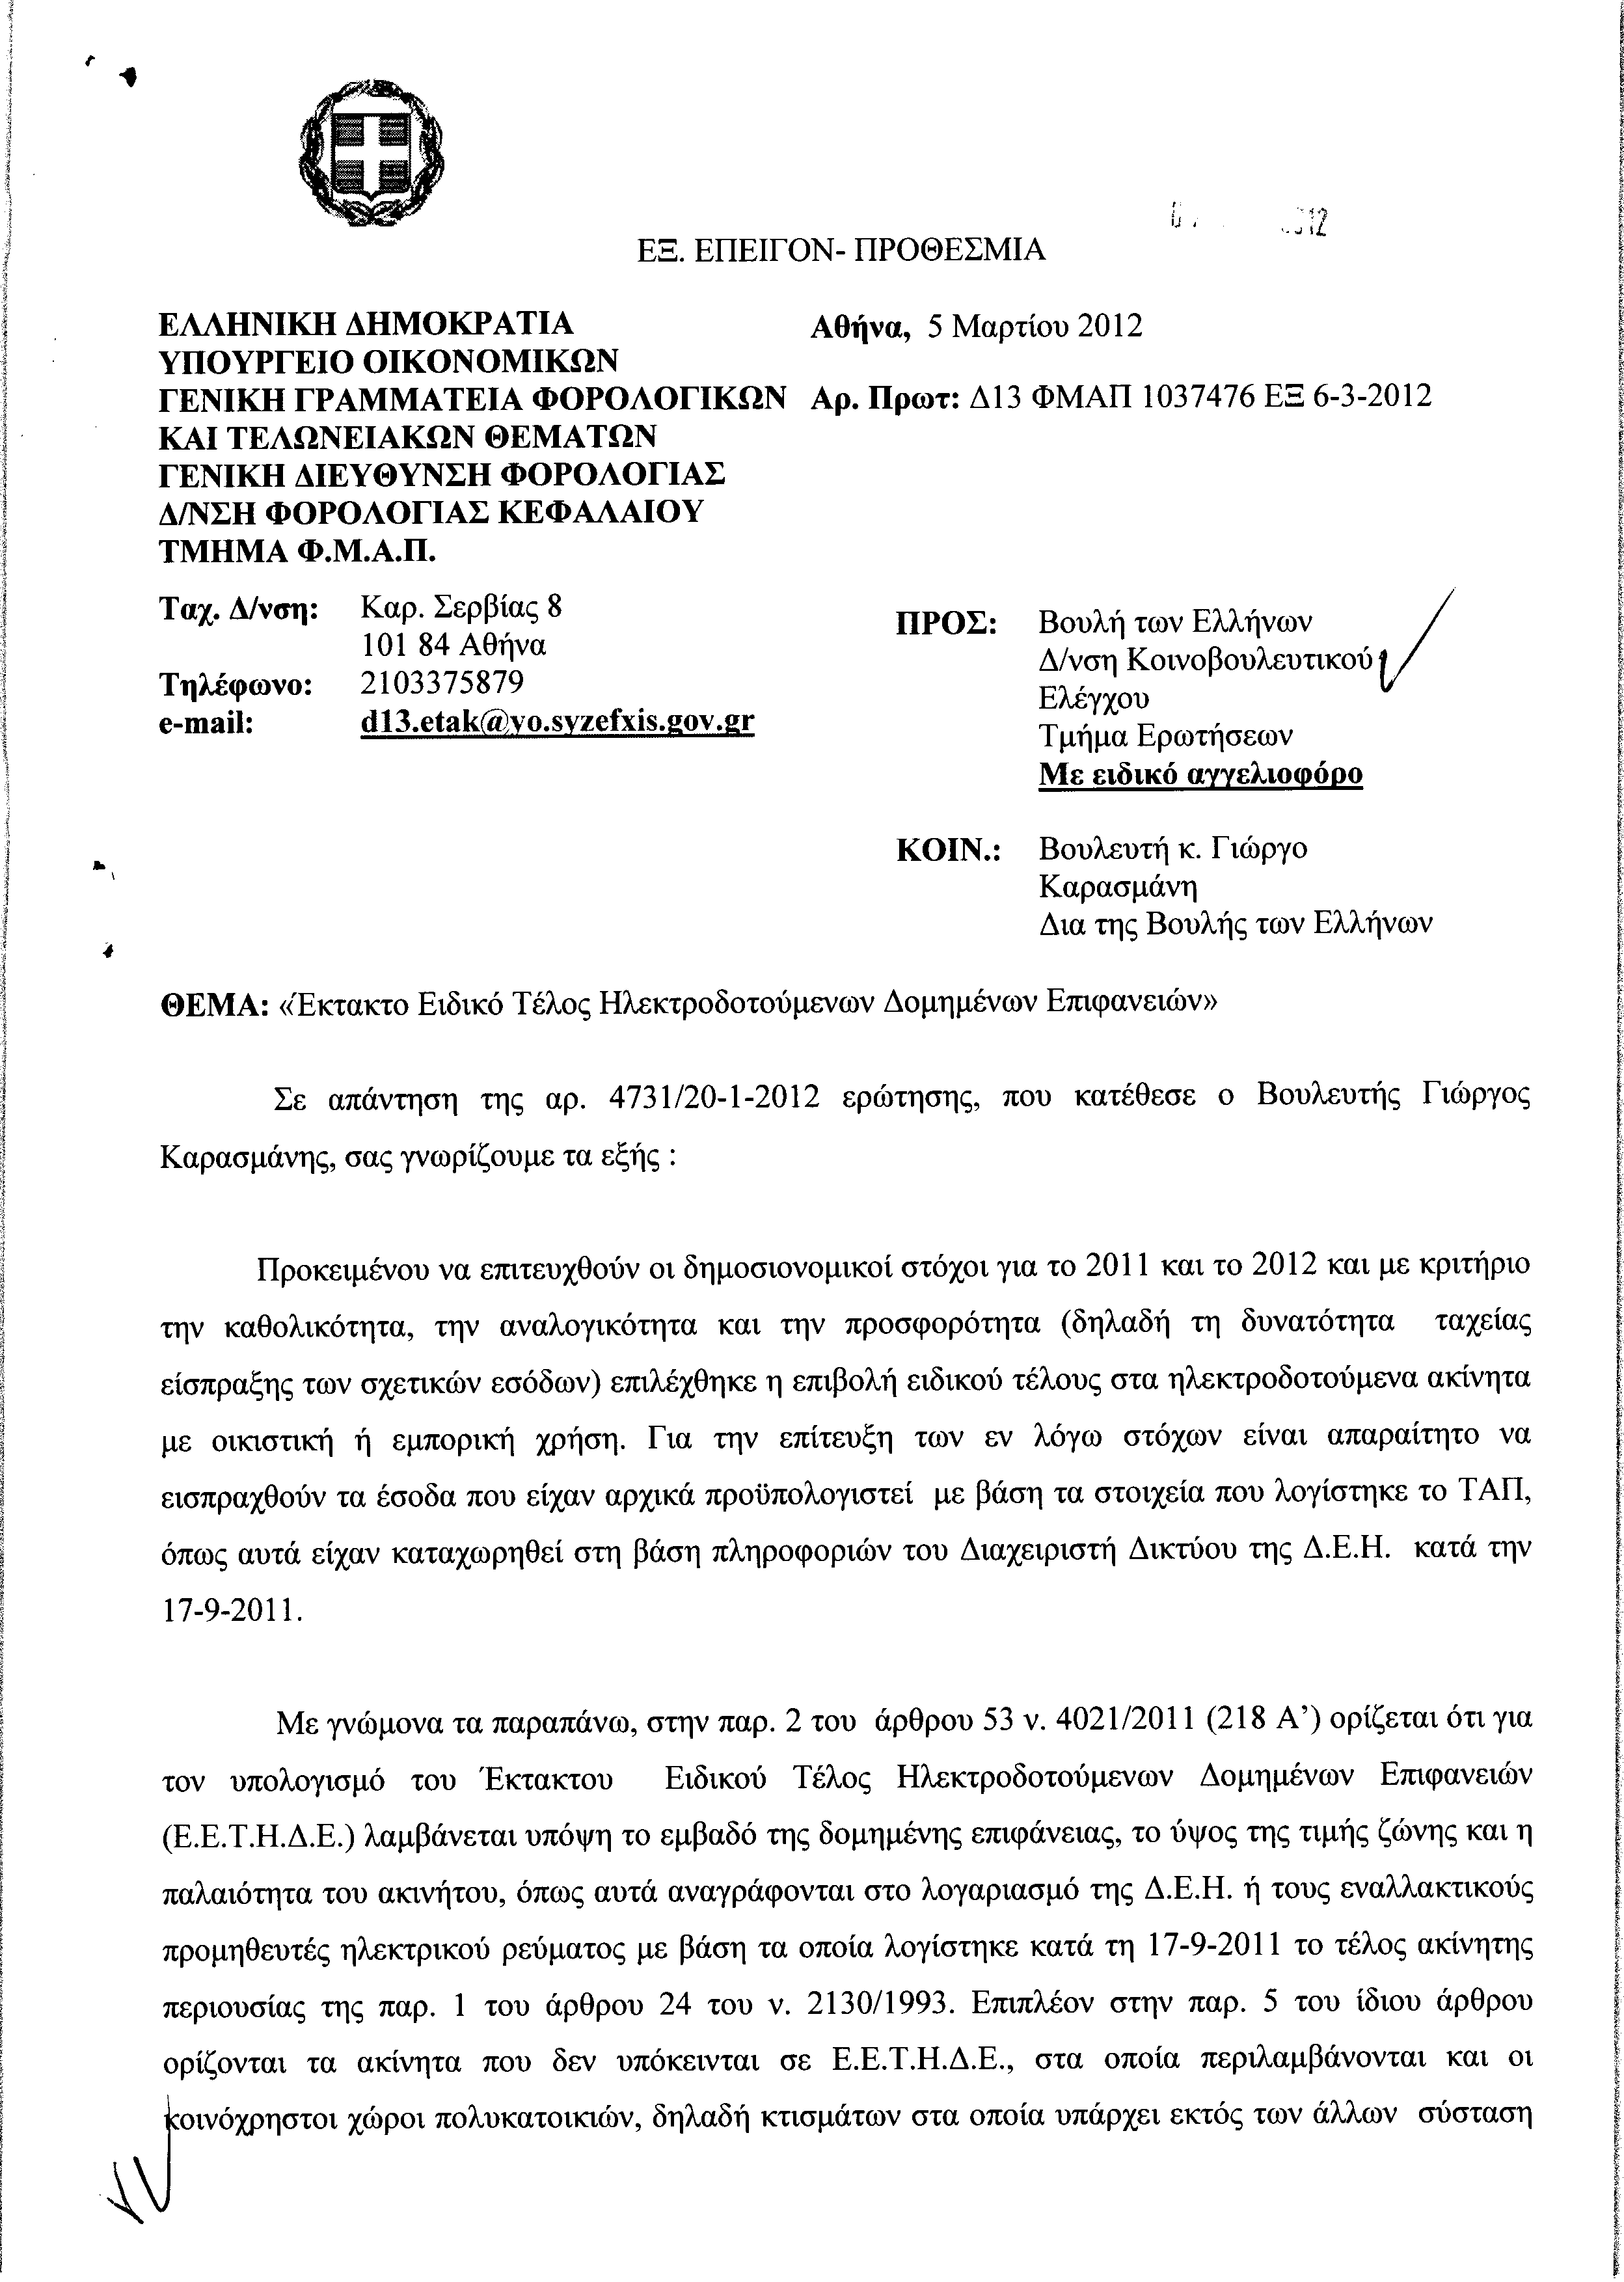 ΕΞ. ΕΠΕΙΓΟΝ- ΠΡΟΘΕΣΜΙΑ
ΕΛΛΗΝΙΚΗ ΔΗΜΟΚΡΑΤΙΑ
ΥΠΟΥΡΓΕΙΟ ΟΙΚΟΝΟΜΙΚΩΝ
ΓΕΝΙΚΗ ΓΡΑΜΜΑΤΕΙΑ ΦΟΡΟΛΟΓΙΚΩΝ
ΚΑΙ ΤΕΛΩΝΕΙΑΚΩΝ ΘΕΜΑΤΩΝ
ΓΕΝΙΚΗ ΔΙΕΥΘΥΝΣΗ ΦΟΡΟΛΟΓΙΑΣ
Δ/ΝΣΗ ΦΟΡΟΛΟΓΙΑΣ ΚΕΦΑΛΑΙΟΥ
ΤΜΗΜΑ Φ.Μ.Α.Π.
Αθήνα, 5 Μαρτίου 2012
Αρ. Πρωτ: Δ13 ΦΜΑΠ 1037476 ΕΞ 6-3-2012
Ταχ. Δ/νση: Καρ. Σερβίας 8
101 84 Αθήνα
Τηλέφωνο: 2103375879
e-mail: d13.etak@yo.syzefxis.gov.gr
ΠΡΟΣ: Βουλή των Ελλήνων
Δ/νση Κοινοβουλευτικού
Ελέγχου
Τμήμα Ερωτήσεων
Με ειδικό αγγελιοφόρο
ΚΟΙΝ.: Βουλευτή κ. Γιώργο
Καρασμάνη
Δια της Βουλής των Ελλήνων
ΘΕΜΑ: «Έκτακτο Ειδικό Τέλος Ηλεκτροδοτούμενων Δομημένων Επιφανειών»
Σε απάντηση της αρ. 4731/20-1-2012 ερώτησης, που κατέθεσε ο Βουλευτής Γιώργος
Καρασμάνης, σας γνωρίζουμε τα εξής :
Προκειμένου να επιτευχθούν οι δημοσιονομικοί στόχοι για το 2011 και το 2012 και με κριτήριο
την καθολικότητα, την αναλογικότητα και την προσφορότητα (δηλαδή τη δυνατότητα ταχείας
είσπραξης των σχετικών εσόδων) επιλέχθηκε η επιβολή ειδικού τέλους στα ηλεκτροδοτούμενα ακίνητα
με οικιστική ή εμπορική χρήση. Για την επίτευξη των εν λόγω στόχων είναι απαραίτητο να
εισπραχθούν τα έσοδα που είχαν αρχικά προϋπολογιστεί με βάση τα στοιχεία που λογίστηκε το ΤΑΠ,
όπως αυτά είχαν καταχωρηθεί στη βάση πληροφοριών του Διαχειριστή Δικτύου της Δ.Ε.Η. κατά την
17-9-2011.
Με γνώμονα τα παραπάνω, στην παρ. 2 του άρθρου 53 ν. 4021/2011 (218 Α’) ορίζεται ότι για
τον υπολογισμό του Έκτακτου Ειδικού Τέλος Ηλεκτροδοτούμενων Δομημένων Επιφανειών
(Ε.Ε.Τ.Η.Δ.Ε.) λαμβάνεται υπόψη το εμβαδό της δομημένης επιφάνειας, το ύψος της τιμής ζώνης και η
παλαιότητα του ακινήτου, όπως αυτά αναγράφονται στο λογαριασμό της Δ.Ε.Η. ή τους εναλλακτικούς
προμηθευτές ηλεκτρικού ρεύματος με βάση τα οποία λογίστηκε κατά τη 17-9-2011 το τέλος ακίνητης
περιουσίας της παρ. 1 του άρθρου 24 του ν. 2130/1993. Επιπλέον στην παρ. 5 του ίδιου άρθρου
ορίζονται τα ακίνητα που δεν υπόκεινται σε Ε.Ε.Τ.Η.Δ.Ε., στα οποία περιλαμβάνονται και οι
κοινόχρηστοι χώροι πολυκατοικιών, δηλαδή κτισμάτων στα οποία υπάρχει εκτός των άλλων σύσταση